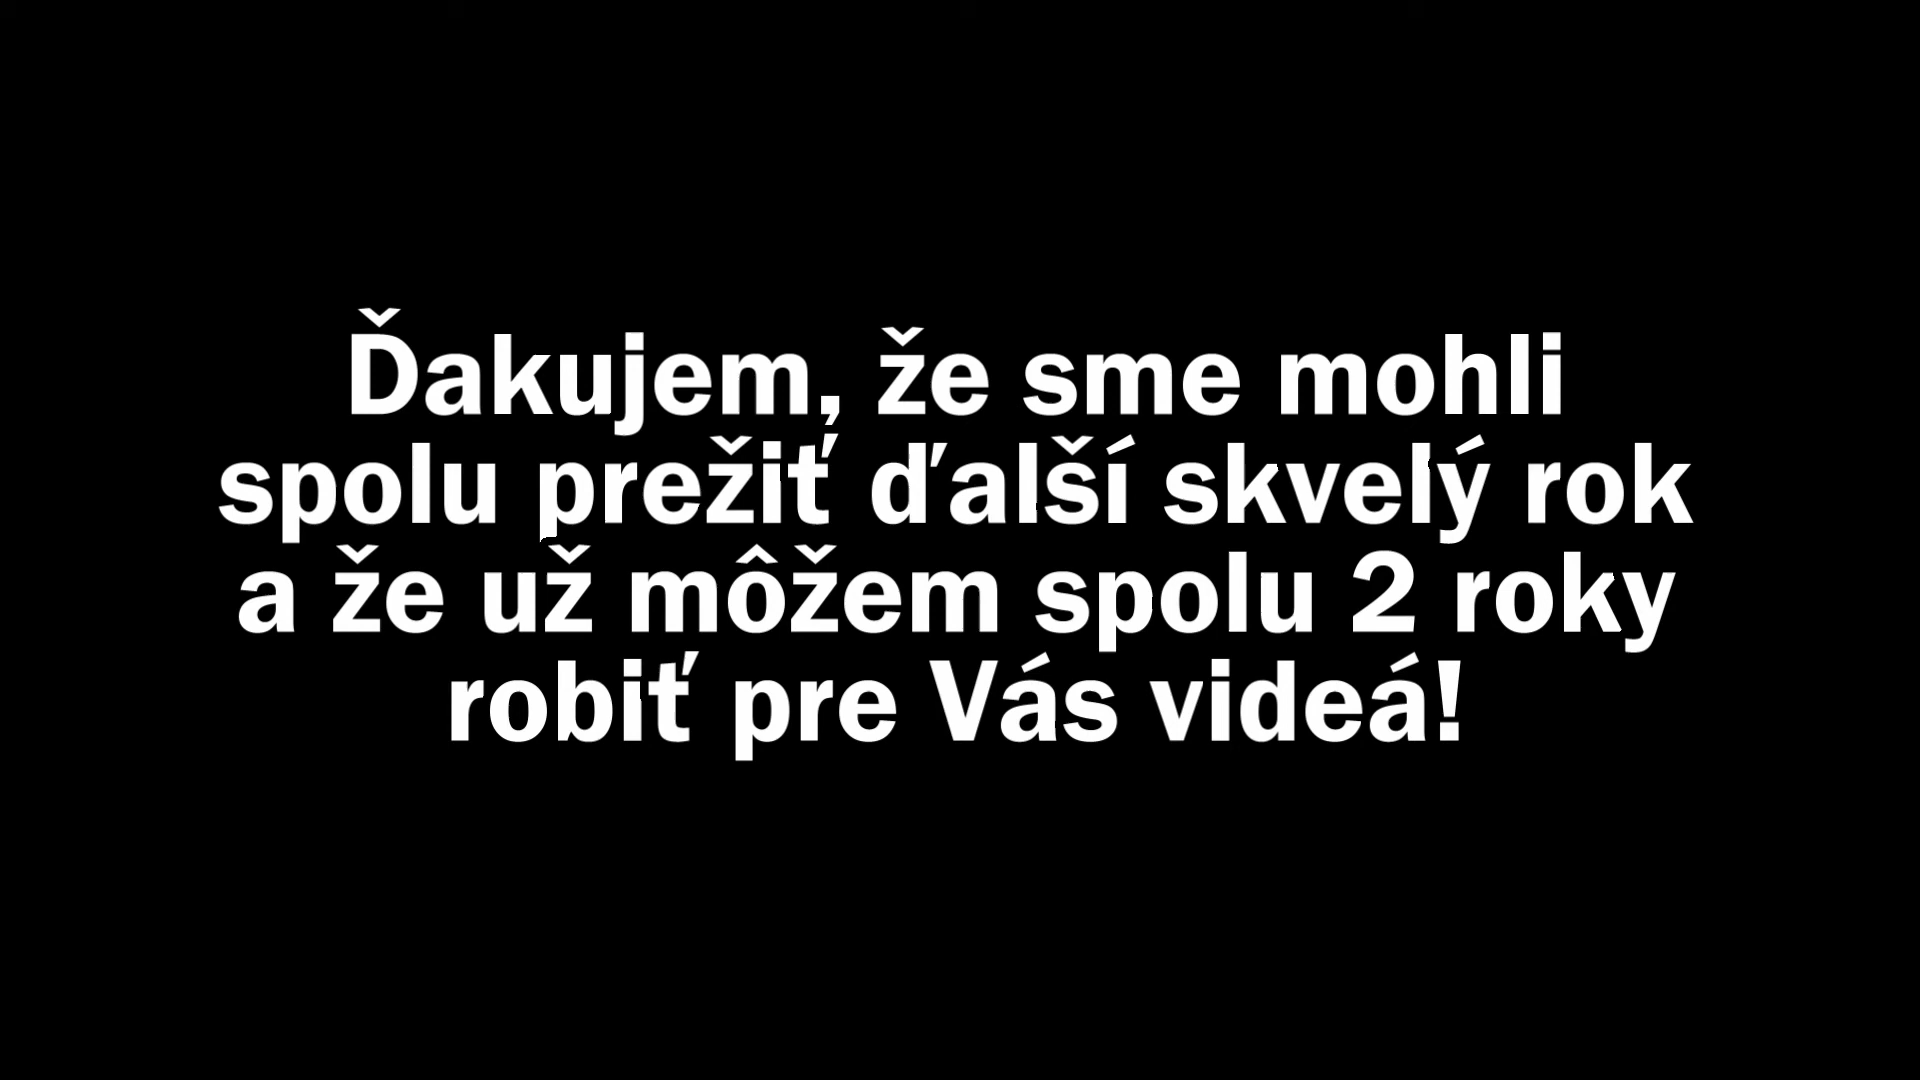 Ďakujem, že sme mohli
spolu prežiť ďalší skvelý rok
a že už môžem spolu 2 roky
robiť pre Vás videá!